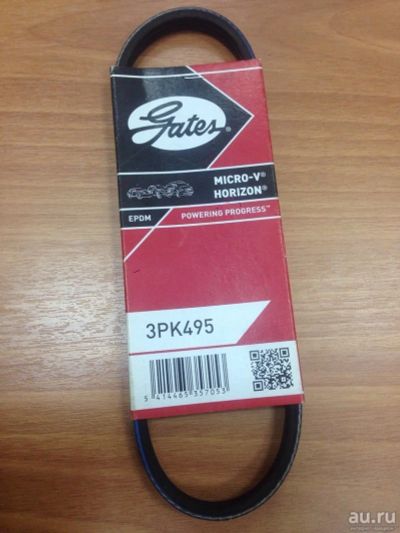 Gates®
MICRO-V®
HORIZON®
EPDM
POWERING PROGRESS™
3PK495
5 414465 357053
au.ru